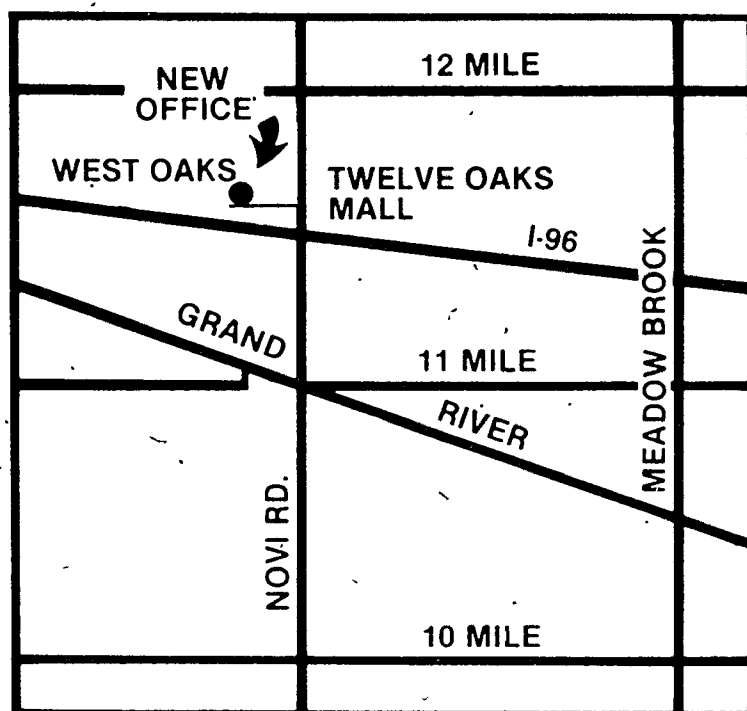 12 MILE
NEW
OFFICE
WEST OAKS
TWELVE OAKS
MALL
I-96
GRAND
RIVER
11 MILE
MEADOW BROOK
NOVI RD.
10 MILE